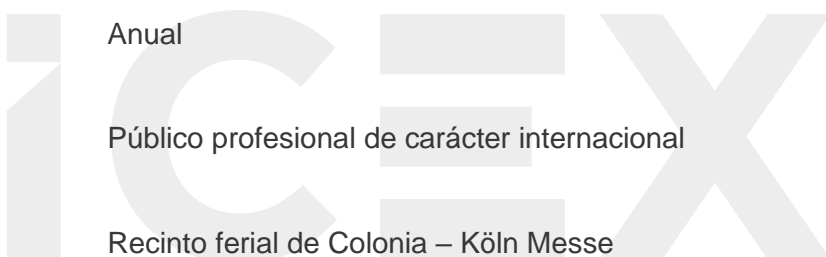 Anual
Público profesional de carácter internacional
Recinto ferial de Colonia – Köln Messe
iCEX